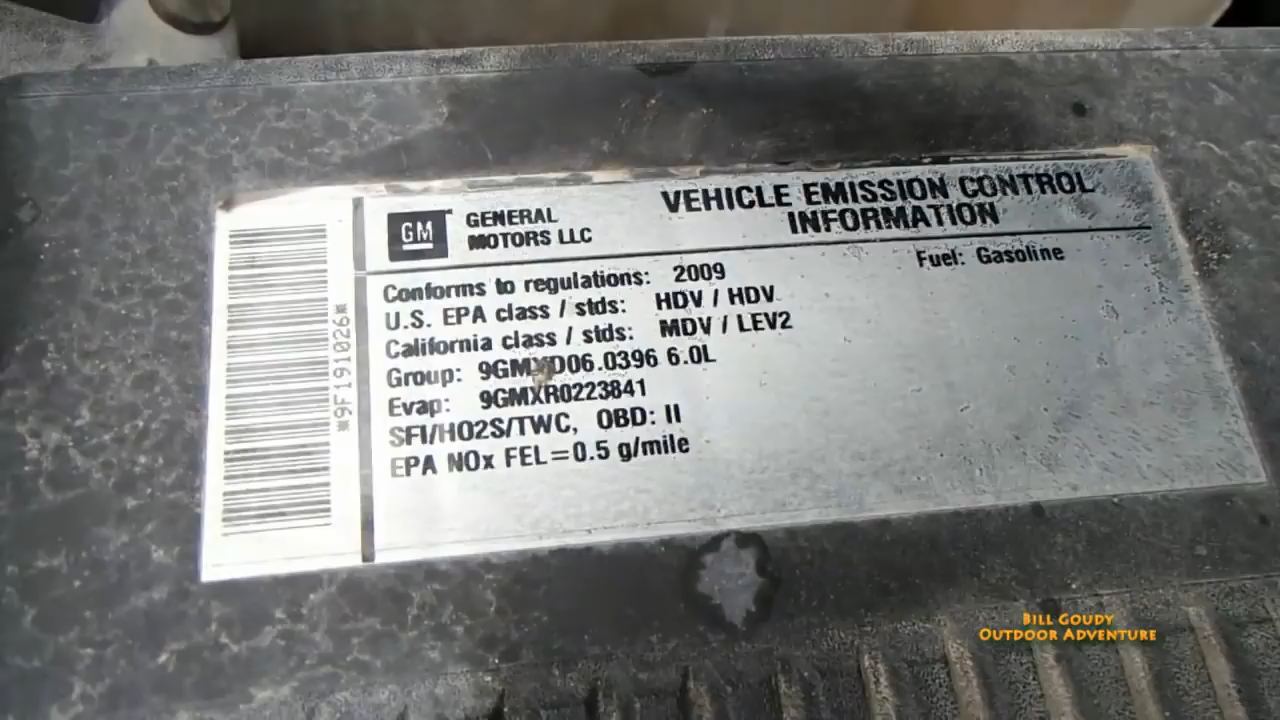 GM GENERAL
MOTORS LLC
VEHICLE EMISSION CONTROL
INFORMATION
Fuel: Gasoline
Conforms to regulations: 2009
U.S. EPA class / stds: HDV / HDV
California class / stds: MDV / LEV2
Group: 06.0396 6.0L
Evap: 9GMXR0223841
SFI/HO2S/TWC, OBD: II
EPA NOx FEL=0.5 g/mile
*9F191026*
BILL GOUDY
OUTDOOR ADVENTURE